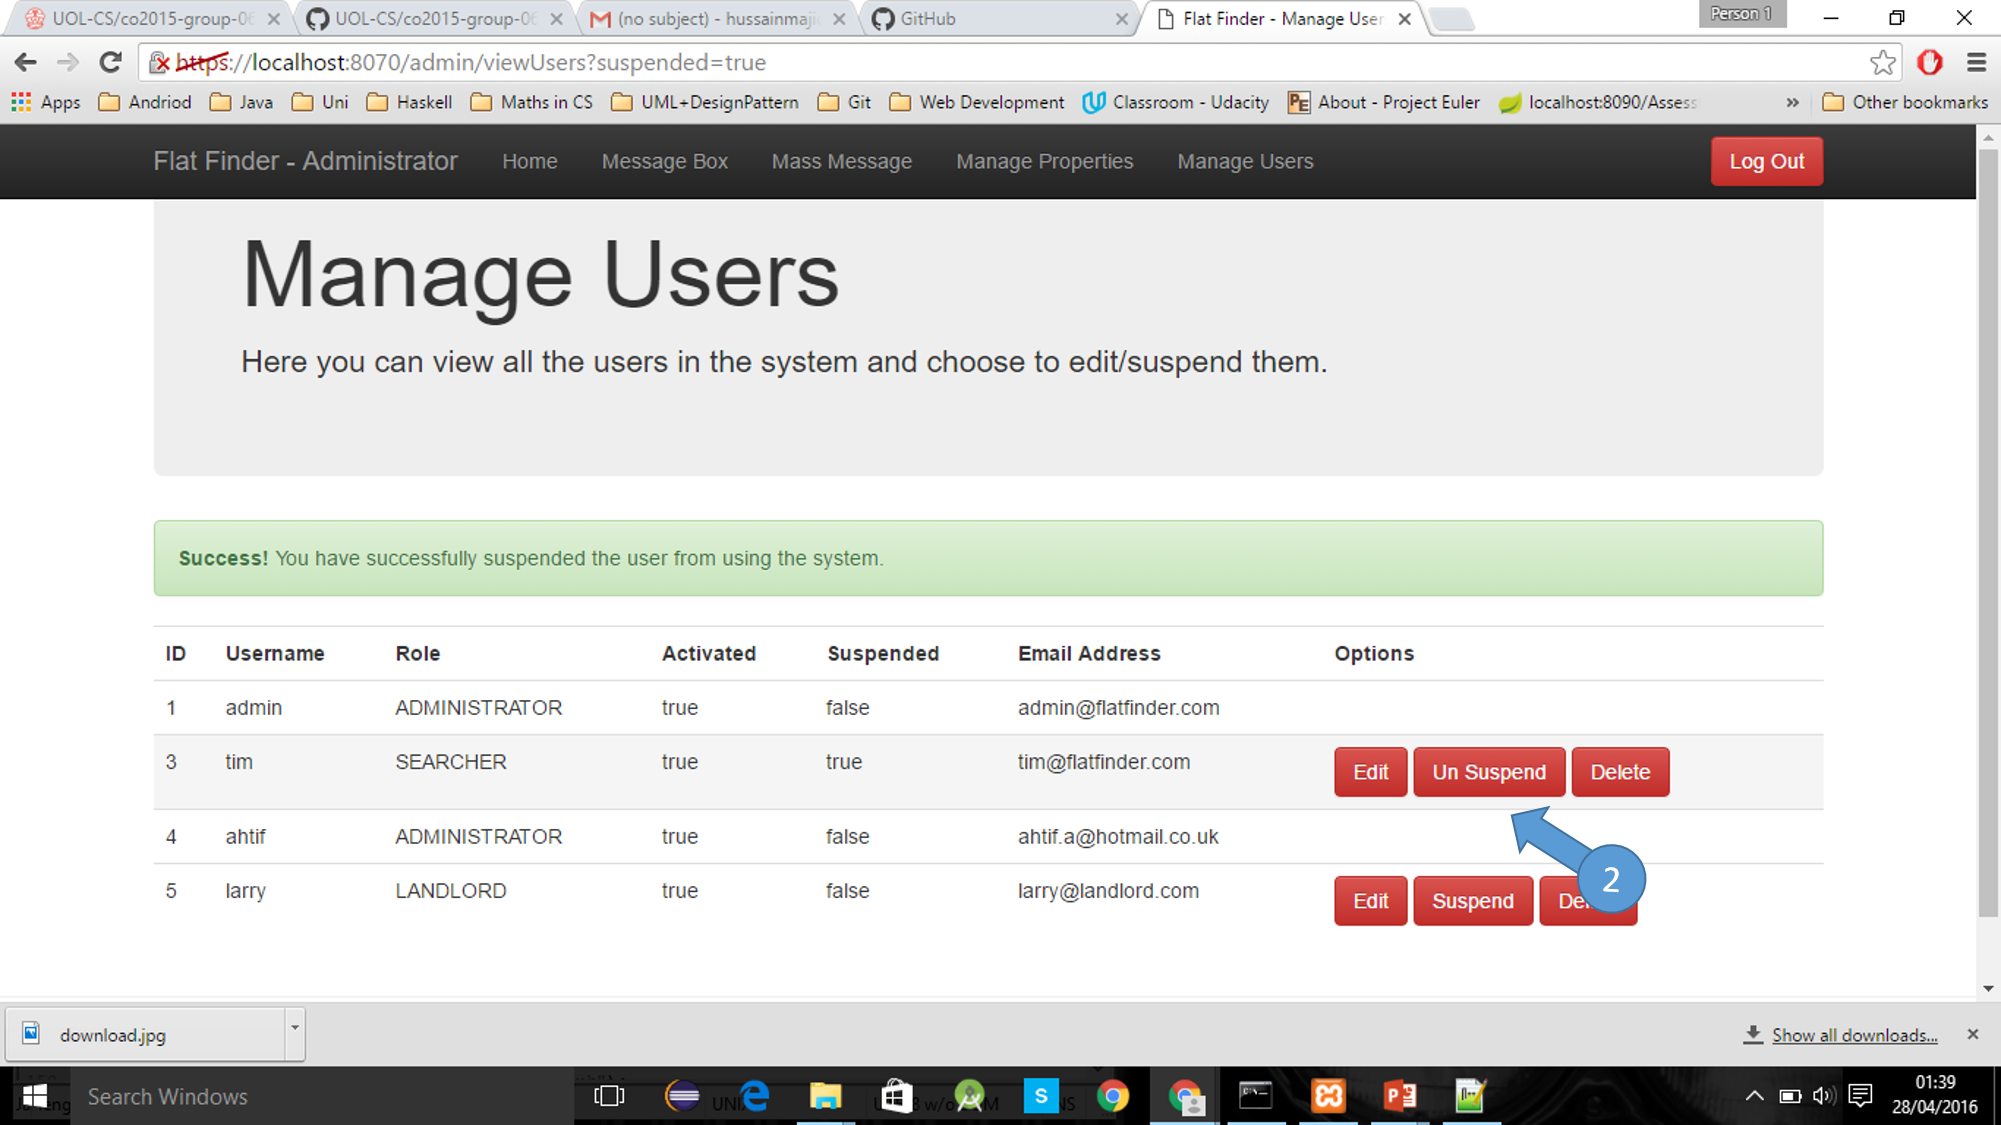 UOL-CS/co2015-group-06
UOL-CS/co2015-group-06
(no subject) - hussainmaji
GitHub
Flat Finder - Manage User
Person 1
https://localhost:8070/admin/viewUsers?suspended=true
Apps Andriod Java Uni Haskell Maths in CS UML+DesignPattern Git Web Development Classroom - Udacity About - Project Euler localhost:8090/Assess » Other bookmarks
Flat Finder - Administrator Home Message Box Mass Message Manage Properties Manage Users Log Out
Manage Users
Here you can view all the users in the system and choose to edit/suspend them.
Success! You have successfully suspended the user from using the system.
ID Username Role Activated Suspended Email Address Options
1 admin ADMINISTRATOR true false admin@flatfinder.com
3 tim SEARCHER true true tim@flatfinder.com Edit Un Suspend Delete
4 ahtif ADMINISTRATOR true false ahtif.a@hotmail.co.uk
2
5 larry LANDLORD true false larry@landlord.com Edit Suspend De
download.jpg
Show all downloads...
Search Windows
01:39
28/04/2016